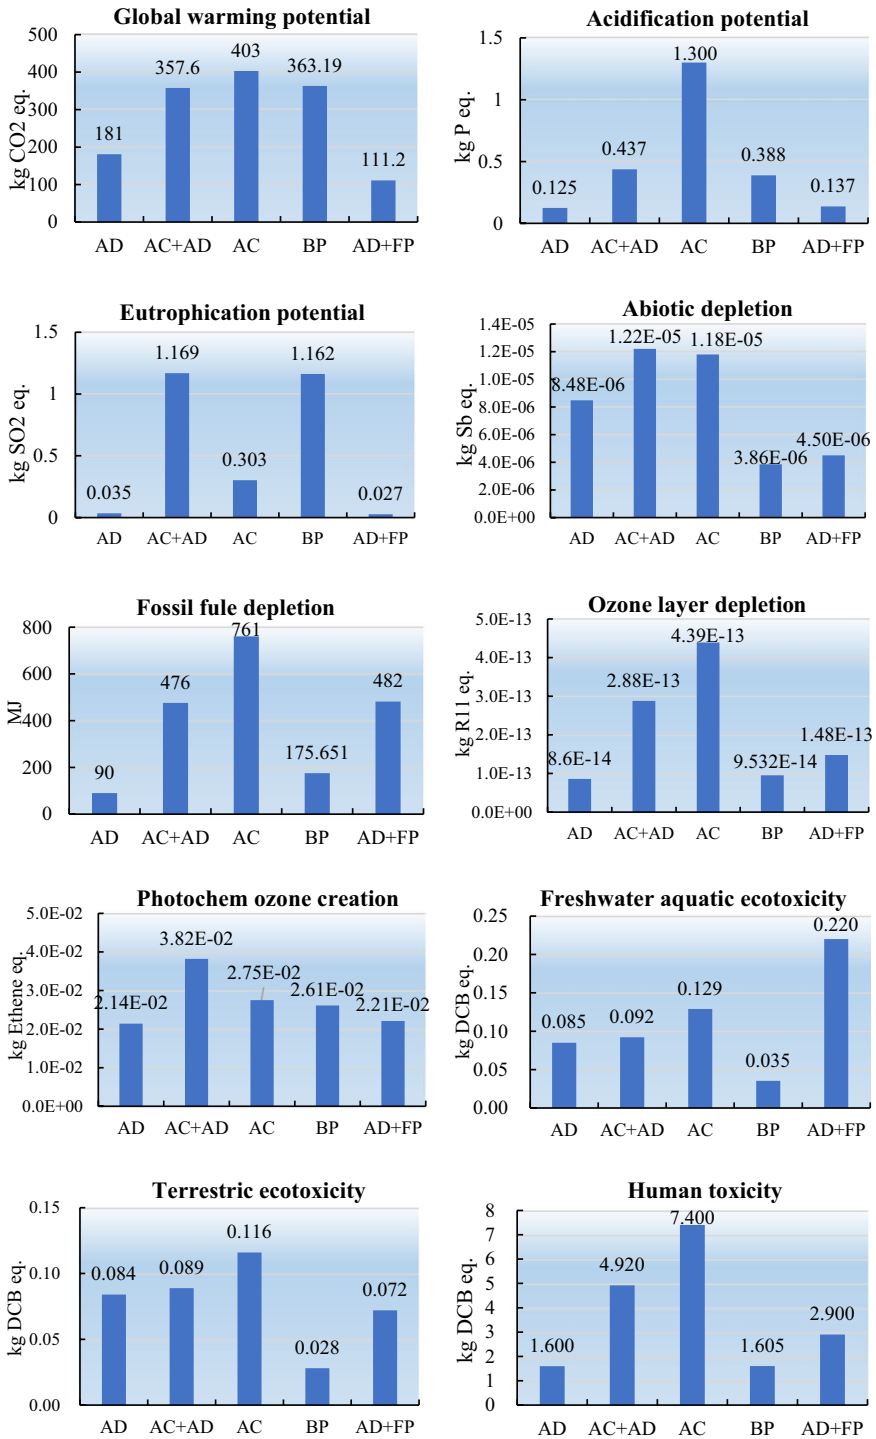 Global warming potential
kg CO2 eq.
500
400
300
200
100
0
181
357.6
403
363.19
111.2
AD
AC+AD
AC
BP
AD+FP
Acidification potential
kg P eq.
1.5
1
0.5
0
0.125
0.437
1.300
0.388
0.137
AD
AC+AD
AC
BP
AD+FP
Eutrophication potential
kg SO2 eq.
1.5
1
0.5
0
0.035
1.169
0.303
1.162
0.027
AD
AC+AD
AC
BP
AD+FP
Abiotic depletion
kg Sb eq.
1.4E-05
1.2E-05
1.0E-05
8.0E-06
6.0E-06
4.0E-06
2.0E-06
0.0E+00
8.48E-06
1.22E-05
1.18E-05
3.86E-06
4.50E-06
AD
AC+AD
AC
BP
AD+FP
Fossil fule depletion
MJ
800
600
400
200
0
90
476
761
175.651
482
AD
AC+AD
AC
BP
AD+FP
Ozone layer depletion
kg R11 eq.
5.0E-13
4.0E-13
3.0E-13
2.0E-13
1.0E-13
0.0E+00
8.6E-14
2.88E-13
4.39E-13
9.532E-14
1.48E-13
AD
AC+AD
AC
BP
AD+FP
Photochem ozone creation
kg Ethene eq.
5.0E-02
4.0E-02
3.0E-02
2.0E-02
1.0E-02
0.0E+00
2.14E-02
3.82E-02
2.75E-02
2.61E-02
2.21E-02
AD
AC+AD
AC
BP
AD+FP
Freshwater aquatic ecotoxicity
kg DCB eq.
0.25
0.20
0.15
0.10
0.05
0.00
0.085
0.092
0.129
0.035
0.220
AD
AC+AD
AC
BP
AD+FP
Terrestric ecotoxicity
kg DCB eq.
0.15
0.10
0.05
0.00
0.084
0.089
0.116
0.028
0.072
AD
AC+AD
AC
BP
AD+FP
Human toxicity
kg DCB eq.
8
7
6
5
4
3
2
1
0
1.600
4.920
7.400
1.605
2.900
AD
AC+AD
AC
BP
AD+FP